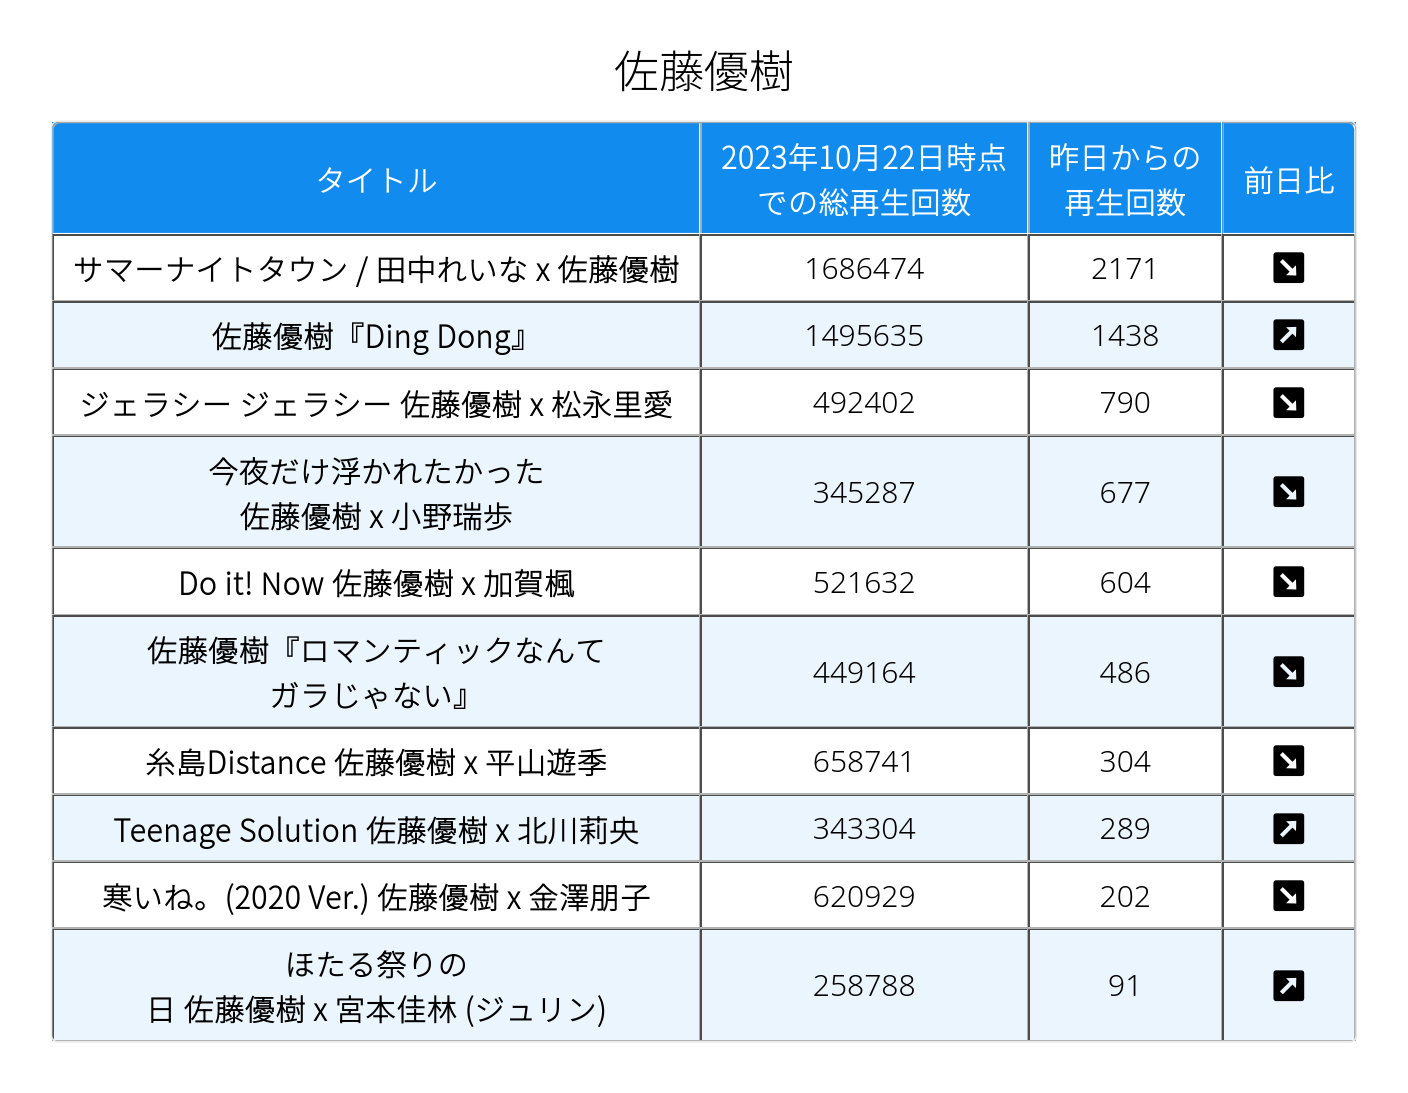 佐藤優樹
タイトル
2023年10月22日時点
での総再生回数
昨日からの
再生回数
前日比
サマーナイトタウン / 田中れいな x 佐藤優樹
1686474
2171
佐藤優樹『Ding Dong』
1495635
1438
ジェラシー ジェラシー 佐藤優樹 x 松永里愛
492402
790
今夜だけ浮かれたかった
佐藤優樹 x 小野瑞歩
345287
677
Do it! Now 佐藤優樹 x 加賀楓
521632
604
佐藤優樹『ロマンティックなんて
ガラじゃない』
449164
486
糸島Distance 佐藤優樹 x 平山遊季
658741
304
Teenage Solution 佐藤優樹 x 北川莉央
343304
289
寒いね。(2020 Ver.) 佐藤優樹 x 金澤朋子
620929
202
ほたる祭りの
日 佐藤優樹 x 宮本佳林 (ジュリン)
258788
91